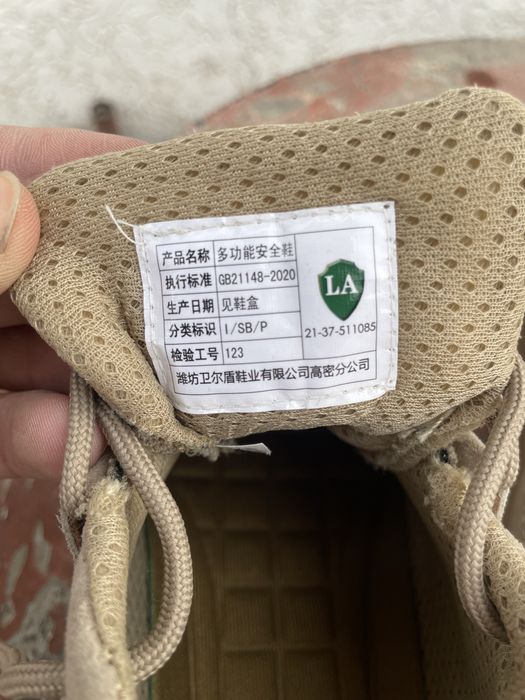 产品名称 多功能安全鞋
执行标准 GB21148-2020
生产日期 见鞋盒
分类标识 I/SB/P
检验工号 123
LA
21-37-511085
潍坊卫尔盾鞋业有限公司高密分公司